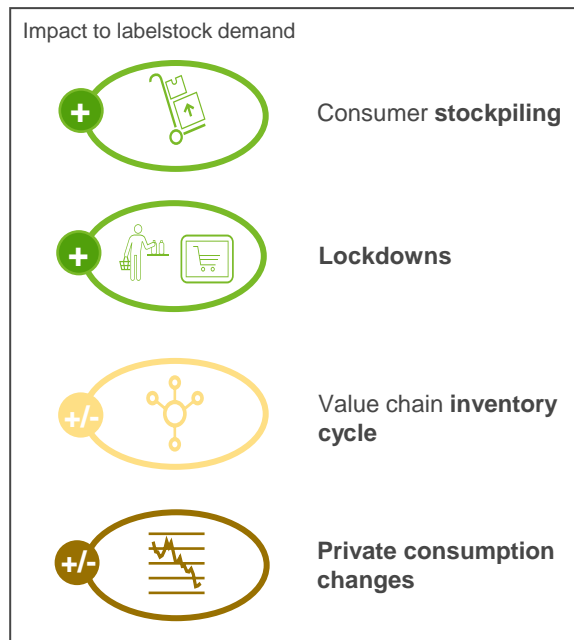 Impact to labelstock demand
+
Consumer stockpiling
+
Lockdowns
+/-
Value chain inventory
cycle
+/-
Private consumption
changes